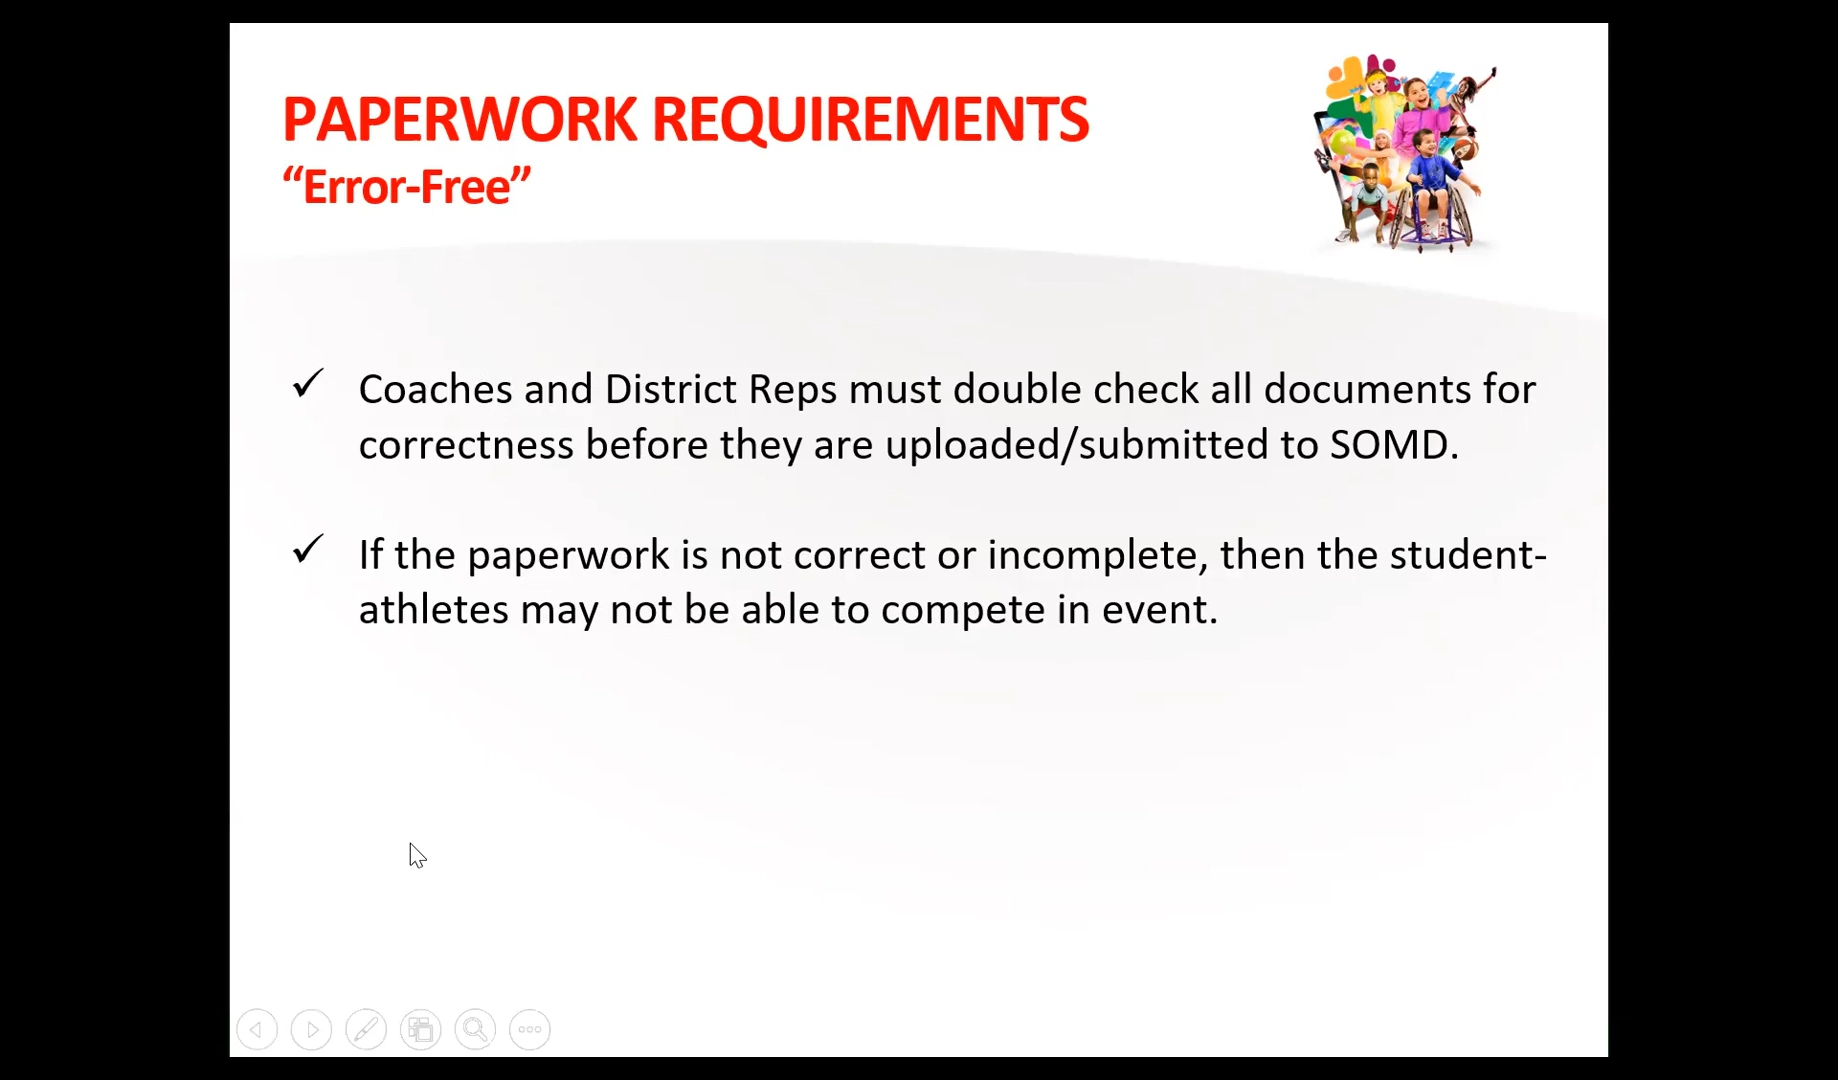 PAPERWORK REQUIREMENTS
“Error-Free”
✓ Coaches and District Reps must double check all documents for
correctness before they are uploaded/submitted to SOMD.
✓ If the paperwork is not correct or incomplete, then the student-
athletes may not be able to compete in event.